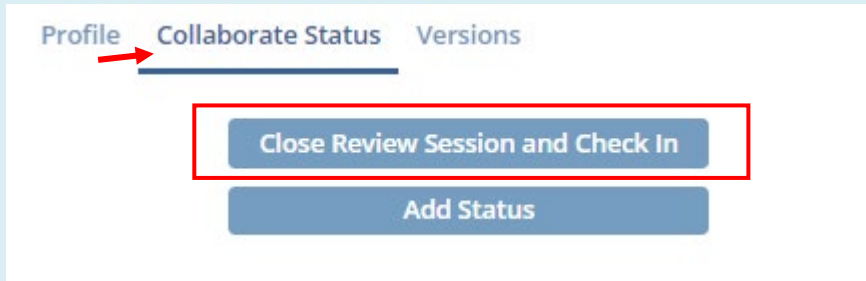 Profile Collaborate Status Versions
Close Review Session and Check In
Add Status